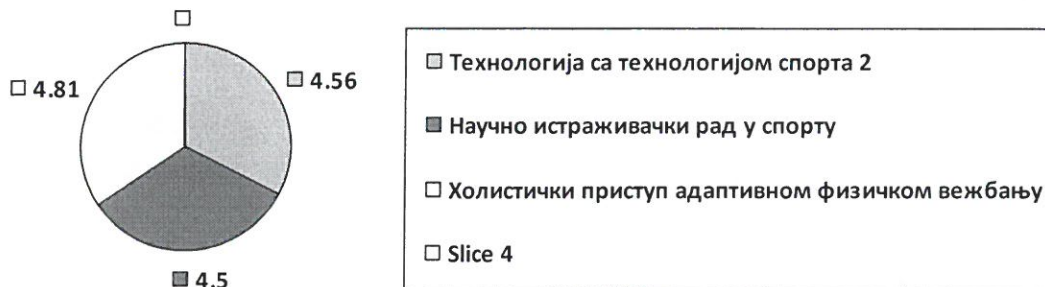 4.81
4.56
4.5
Технологија са технологијом спорта 2
Научно истраживачки рад у спорту
Холистички приступ адаптивном физичком вежбању
Slice 4